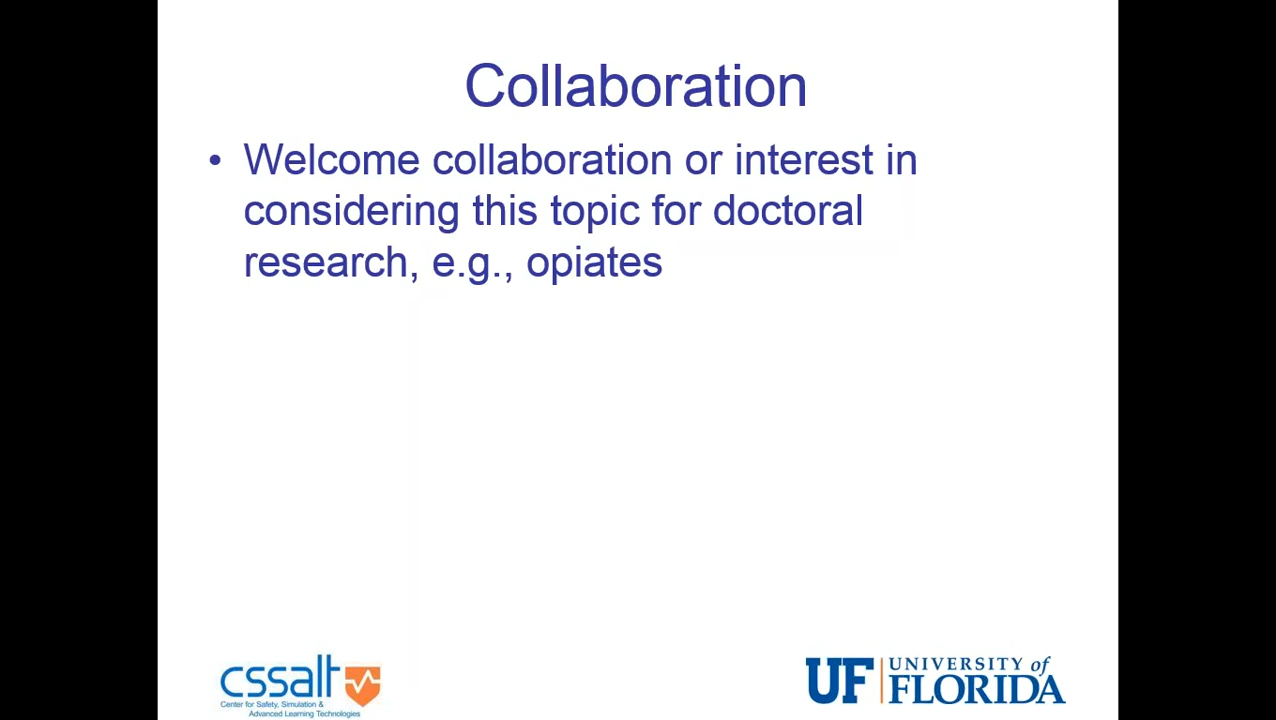 Collaboration
• Welcome collaboration or interest in
considering this topic for doctoral
research, e.g., opiates
cssalt
Center for Safety, Simulation &
Advanced Learning Technologies
UF UNIVERSITY of
FLORIDA